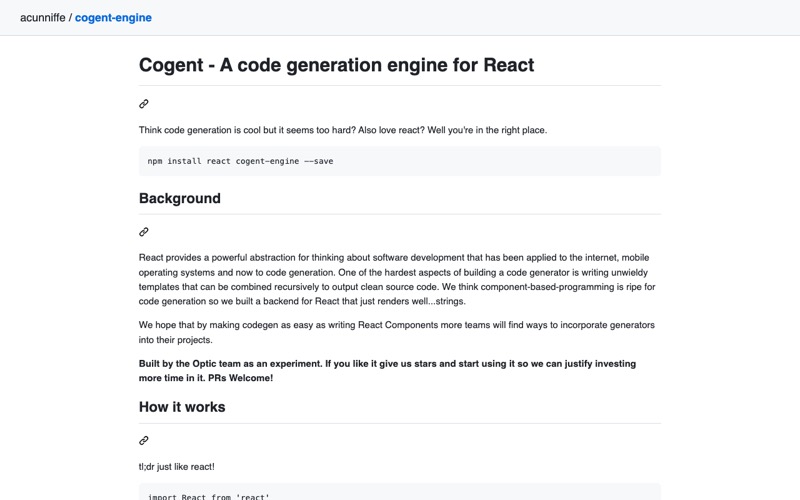 acunniffe / cogent-engine
Cogent - A code generation engine for React
Think code generation is cool but it seems too hard? Also love react? Well you're in the right place.
npm install react cogent-engine --save
Background
React provides a powerful abstraction for thinking about software development that has been applied to the internet, mobile
operating systems and now to code generation. One of the hardest aspects of building a code generator is writing unwieldy
templates that can be combined recursively to output clean source code. We think component-based-programming is ripe for
code generation so we built a backend for React that just renders well...strings.
We hope that by making codegen as easy as writing React Components more teams will find ways to incorporate generators
into their projects.
Built by the Optic team as an experiment. If you like it give us stars and start using it so we can justify investing
more time in it. PRs Welcome!
How it works
tl;dr just like react!
import React from 'react'